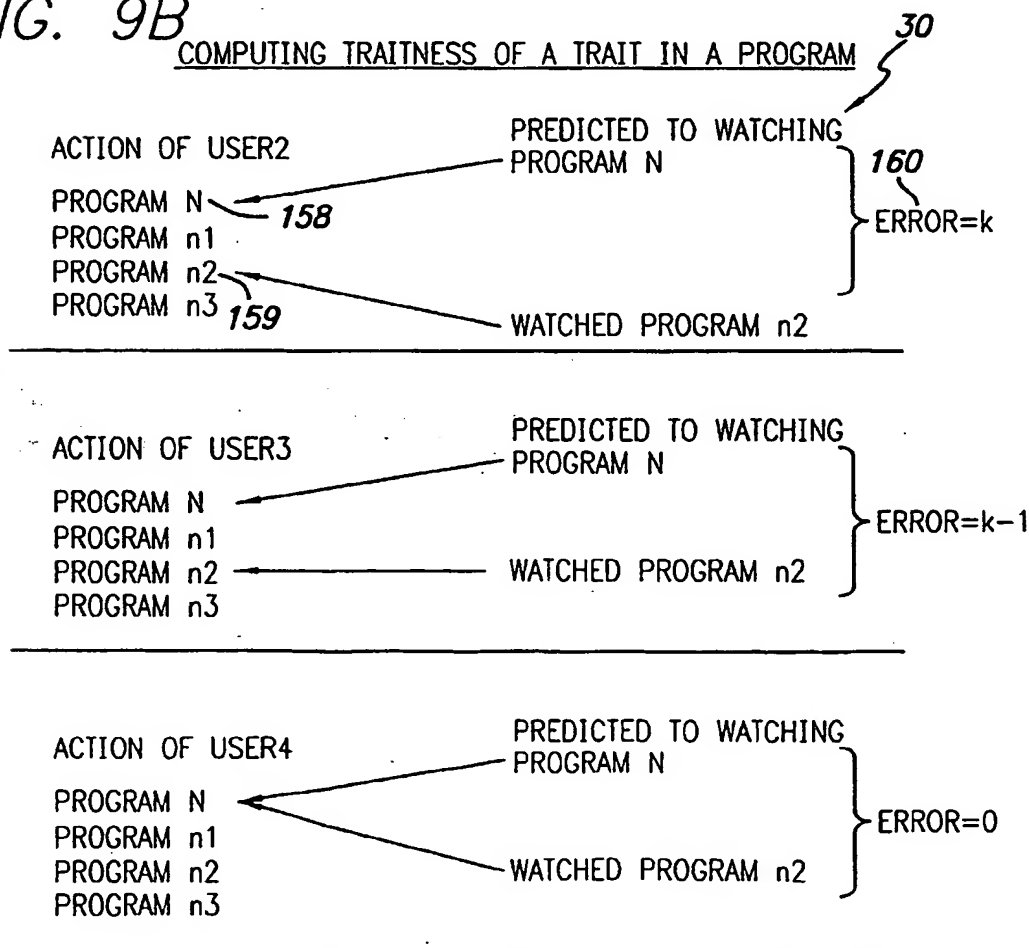 FIG. 9B
COMPUTING TRAITNESS OF A TRAIT IN A PROGRAM
30
ACTION OF USER2
PREDICTED TO WATCHING
PROGRAM N
PROGRAM N
158
PROGRAM n1
PROGRAM n2
159
PROGRAM n3
WATCHED PROGRAM n2
160
ERROR=k
ACTION OF USER3
PREDICTED TO WATCHING
PROGRAM N
PROGRAM N
PROGRAM n1
PROGRAM n2
PROGRAM n3
WATCHED PROGRAM n2
ERROR=k-1
ACTION OF USER4
PREDICTED TO WATCHING
PROGRAM N
PROGRAM N
PROGRAM n1
PROGRAM n2
PROGRAM n3
WATCHED PROGRAM n2
ERROR=0